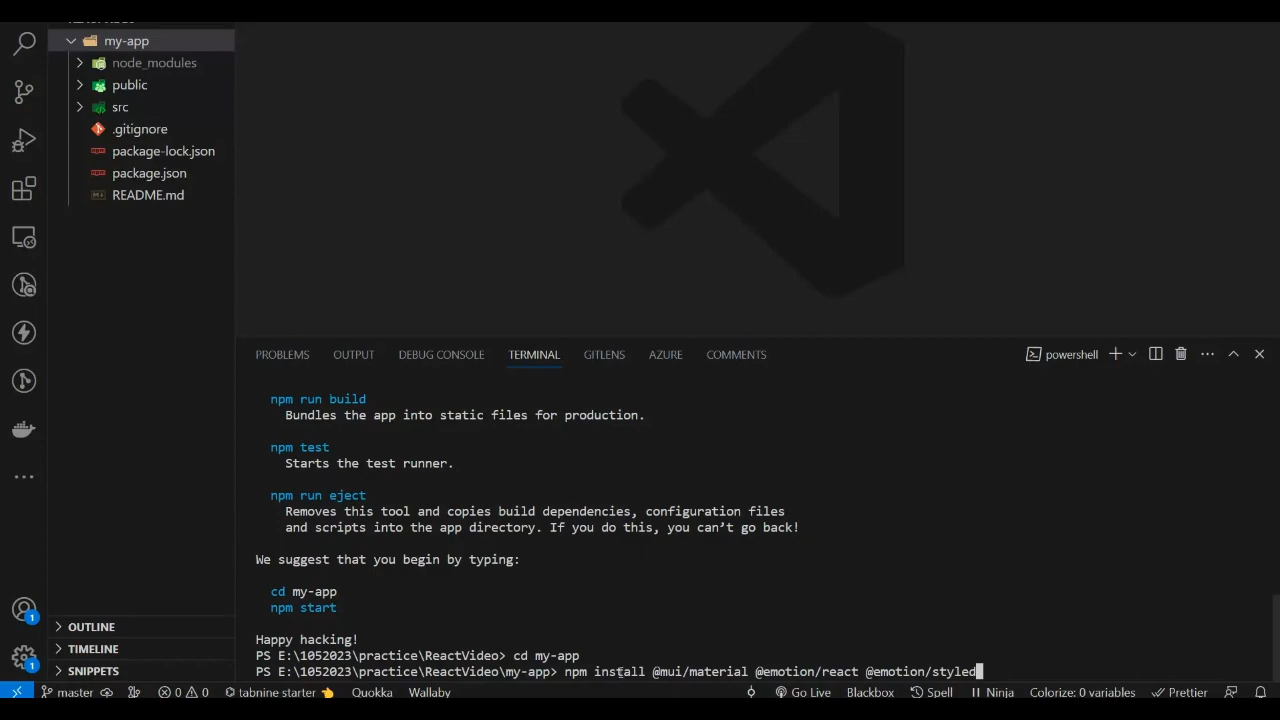 my-app
node_modules
public
src
.gitignore
package-lock.json
package.json
README.md
PROBLEMS OUTPUT DEBUG CONSOLE TERMINAL GITLENS AZURE COMMENTS powershell
npm run build
Bundles the app into static files for production.
npm test
Starts the test runner.
npm run eject
Removes this tool and copies build dependencies, configuration files
and scripts into the app directory. If you do this, you can’t go back!
We suggest that you begin by typing:
cd my-app
npm start
Happy hacking!
PS E:\1052023\practice\ReactVideo> cd my-app
PS E:\1052023\practice\ReactVideo\my-app> npm install @mui/material @emotion/react @emotion/styled
1
1
OUTLINE
TIMELINE
SNIPPETS
master 0 0 tabnine starter 👈 Quokka Wallaby Go Live Blackbox Spell Ninja Colorize: 0 variables Prettier